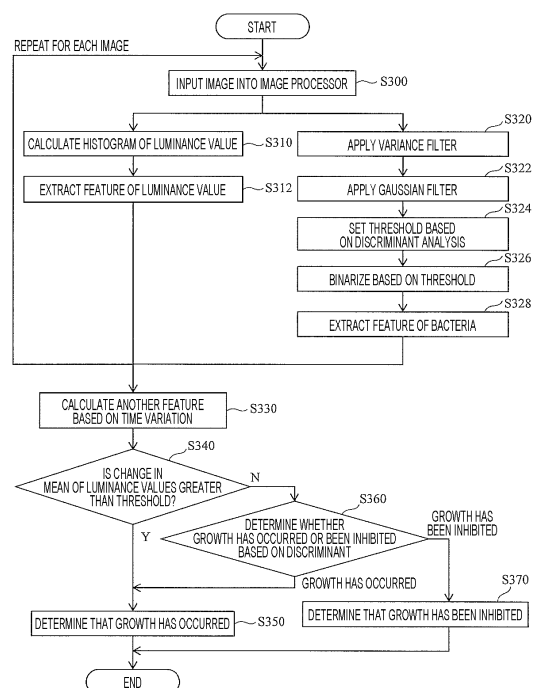 START
REPEAT FOR EACH IMAGE
INPUT IMAGE INTO IMAGE PROCESSOR
S300
CALCULATE HISTOGRAM OF LUMINANCE VALUE
S310
EXTRACT FEATURE OF LUMINANCE VALUE
S312
S320
APPLY VARIANCE FILTER
S322
APPLY GAUSSIAN FILTER
S324
SET THRESHOLD BASED
ON DISCRIMINANT ANALYSIS
S326
BINARIZE BASED ON THRESHOLD
S328
EXTRACT FEATURE OF BACTERIA
CALCULATE ANOTHER FEATURE
BASED ON TIME VARIATION
S330
S340
IS CHANGE IN
MEAN OF LUMINANCE VALUES GREATER
THAN THRESHOLD?
N
Y
S360
DETERMINE WHETHER
GROWTH HAS OCCURRED OR BEEN INHIBITED
BASED ON DISCRIMINANT
GROWTH HAS
BEEN INHIBITED
GROWTH HAS OCCURRED
S370
DETERMINE THAT GROWTH HAS OCCURRED
S350
DETERMINE THAT GROWTH HAS BEEN INHIBITED
END